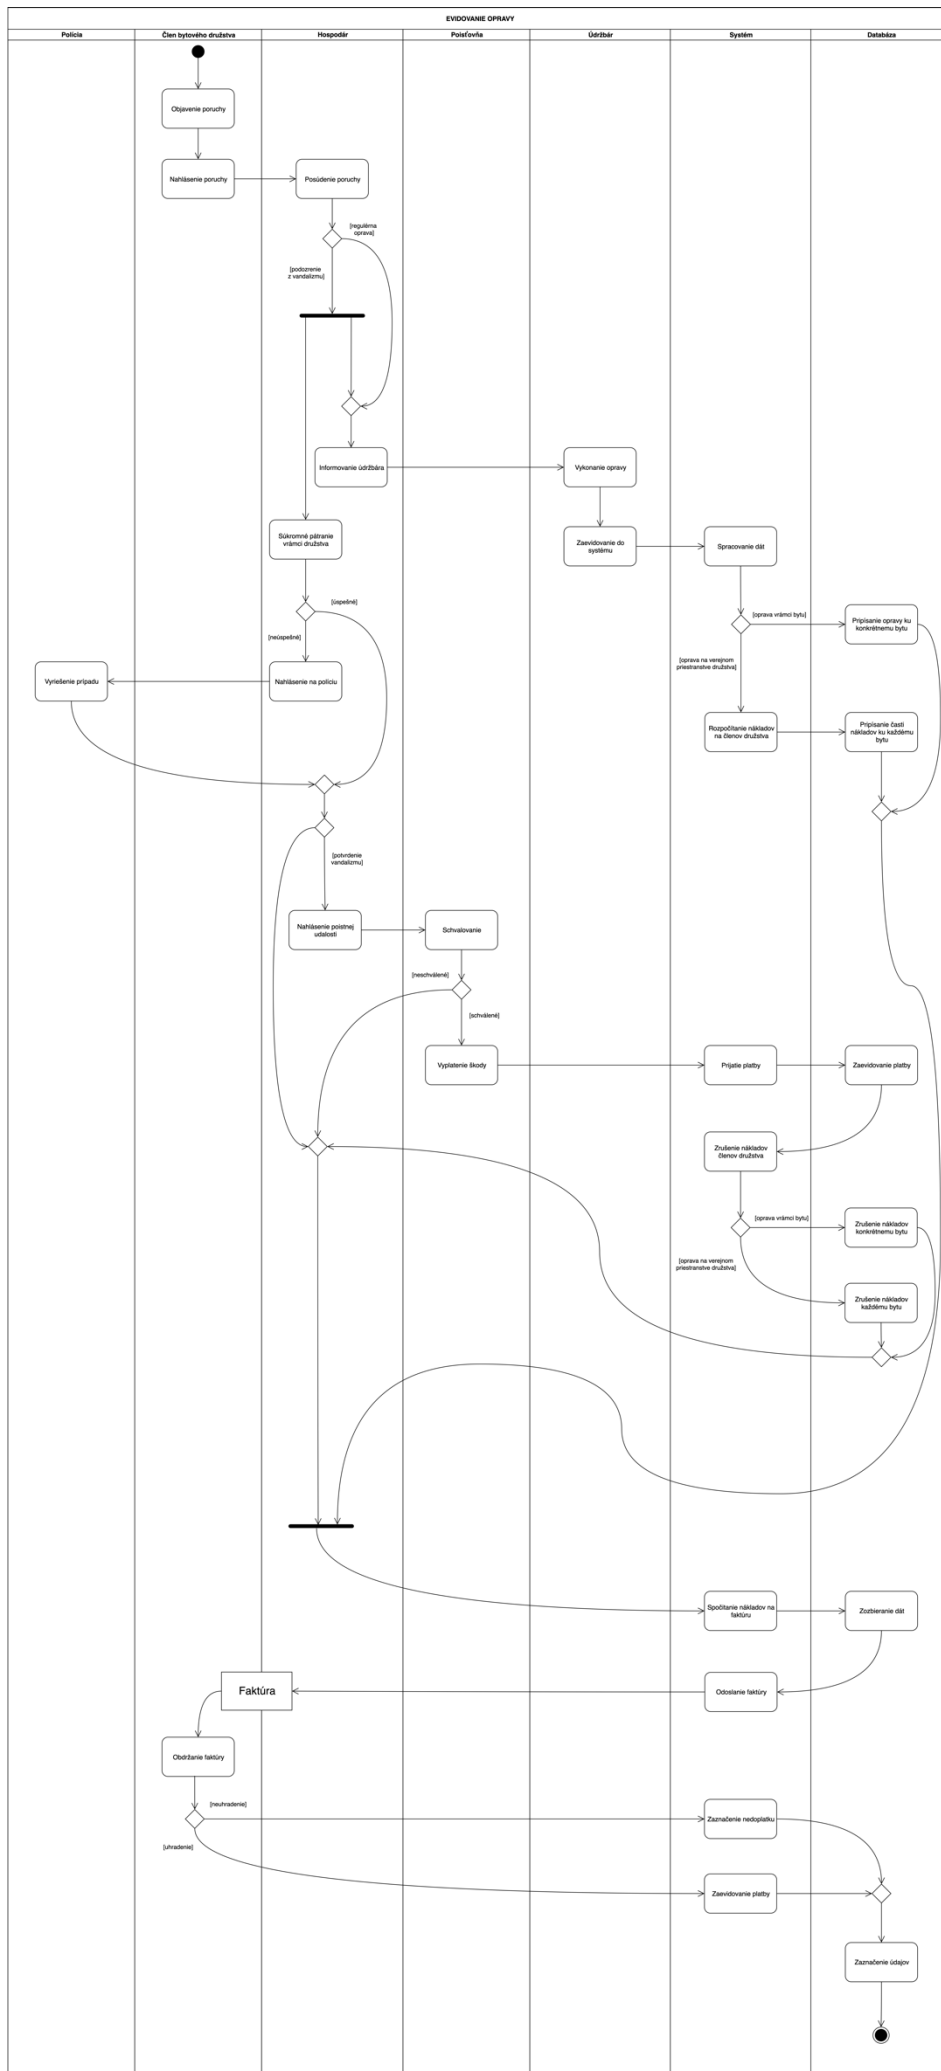 EVIDOVANIE OPRAVY
Polícia
Člen bytového družstva
Hospodár
Poisťovňa
Údržbár
Systém
Databáza
Objavenie poruchy
Nahlásenie poruchy
Posúdenie poruchy
[regulérna
oprava]
[podozrenie
z vandalizmu]
Informovanie údržbára
Vykonanie opravy
Súkromné pátranie
vrámci družstva
Zaevidovanie do
systému
Spracovanie dát
[úspešné]
[neúspešné]
[oprava vrámci bytu]
Pripísanie opravy ku
konkrétnemu bytu
[oprava na verejnom
priestranstve družstva]
Vyriešenie prípadu
Nahlásenie na políciu
Rozpočítanie nákladov
na členov družstva
Pripísanie časti
nákladov ku každému
bytu
[potvrdenie
vandalizmu]
Nahlásenie poistnej
udalosti
Schvalovanie
[neschválené]
[schválené]
Vyplatenie škody
Prijatie platby
Zaevidovanie platby
Zrušenie nákladov
členov družstva
[oprava vrámci bytu]
Zrušenie nákladov
konkrétnemu bytu
[oprava na verejnom
priestranstve družstva]
Zrušenie nákladov
každému bytu
Spočítanie nákladov na
faktúru
Zozbieranie dát
Faktúra
Odoslanie faktúry
Obdržanie faktúry
[neuhradenie]
Zaznačenie nedoplatku
[uhradenie]
Zaevidovanie platby
Zaznačenie údajov